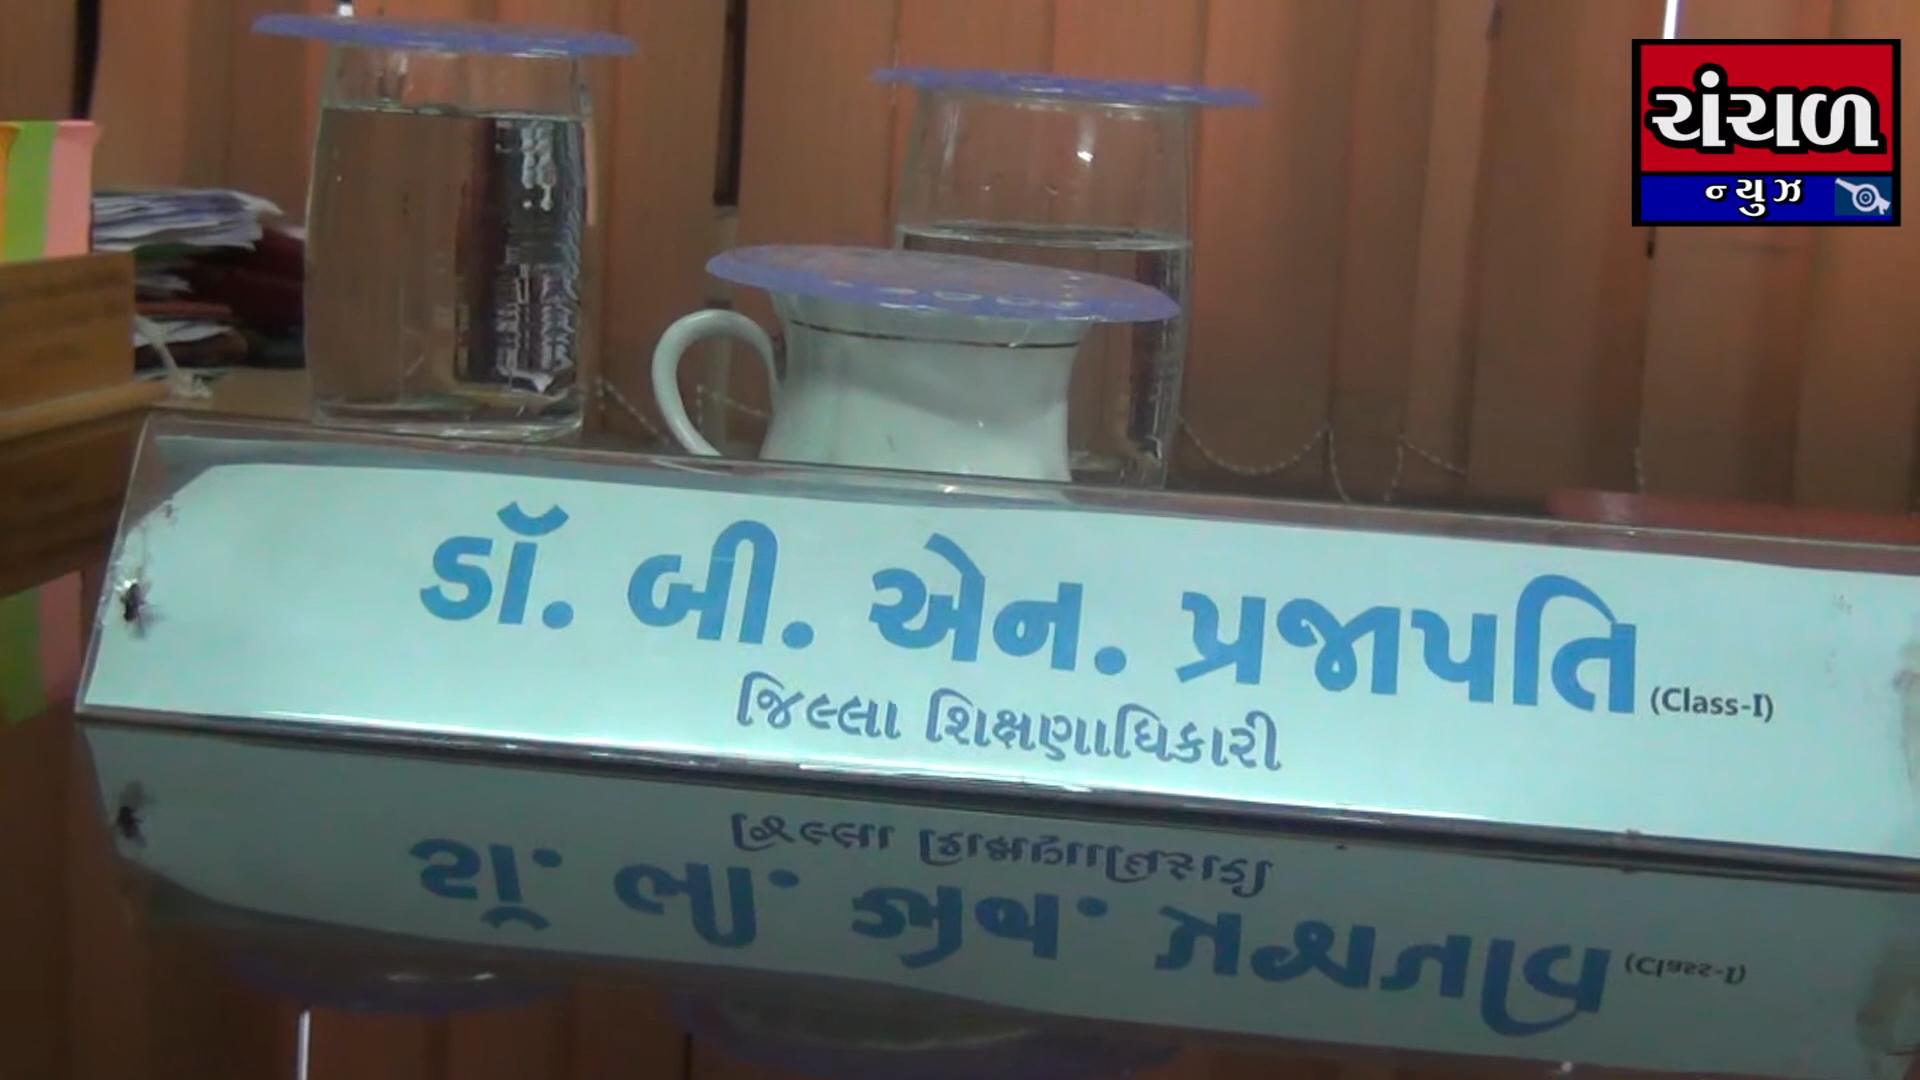 ચંચળ
ન્યુઝ
ડૉ. બી. એન. પ્રજાપતિ (Class-I)
જિલ્લા શિક્ષણાધિકારી